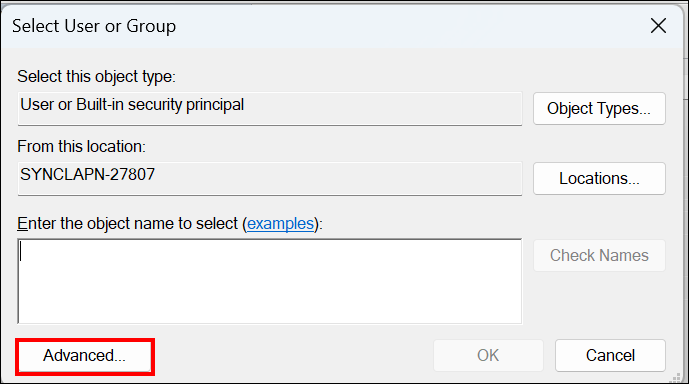 Select User or Group
Select this object type:
User or Built-in security principal
Object Types...
From this location:
SYNCLAPN-27807
Locations...
Enter the object name to select (examples):
Check Names
Advanced...
OK
Cancel